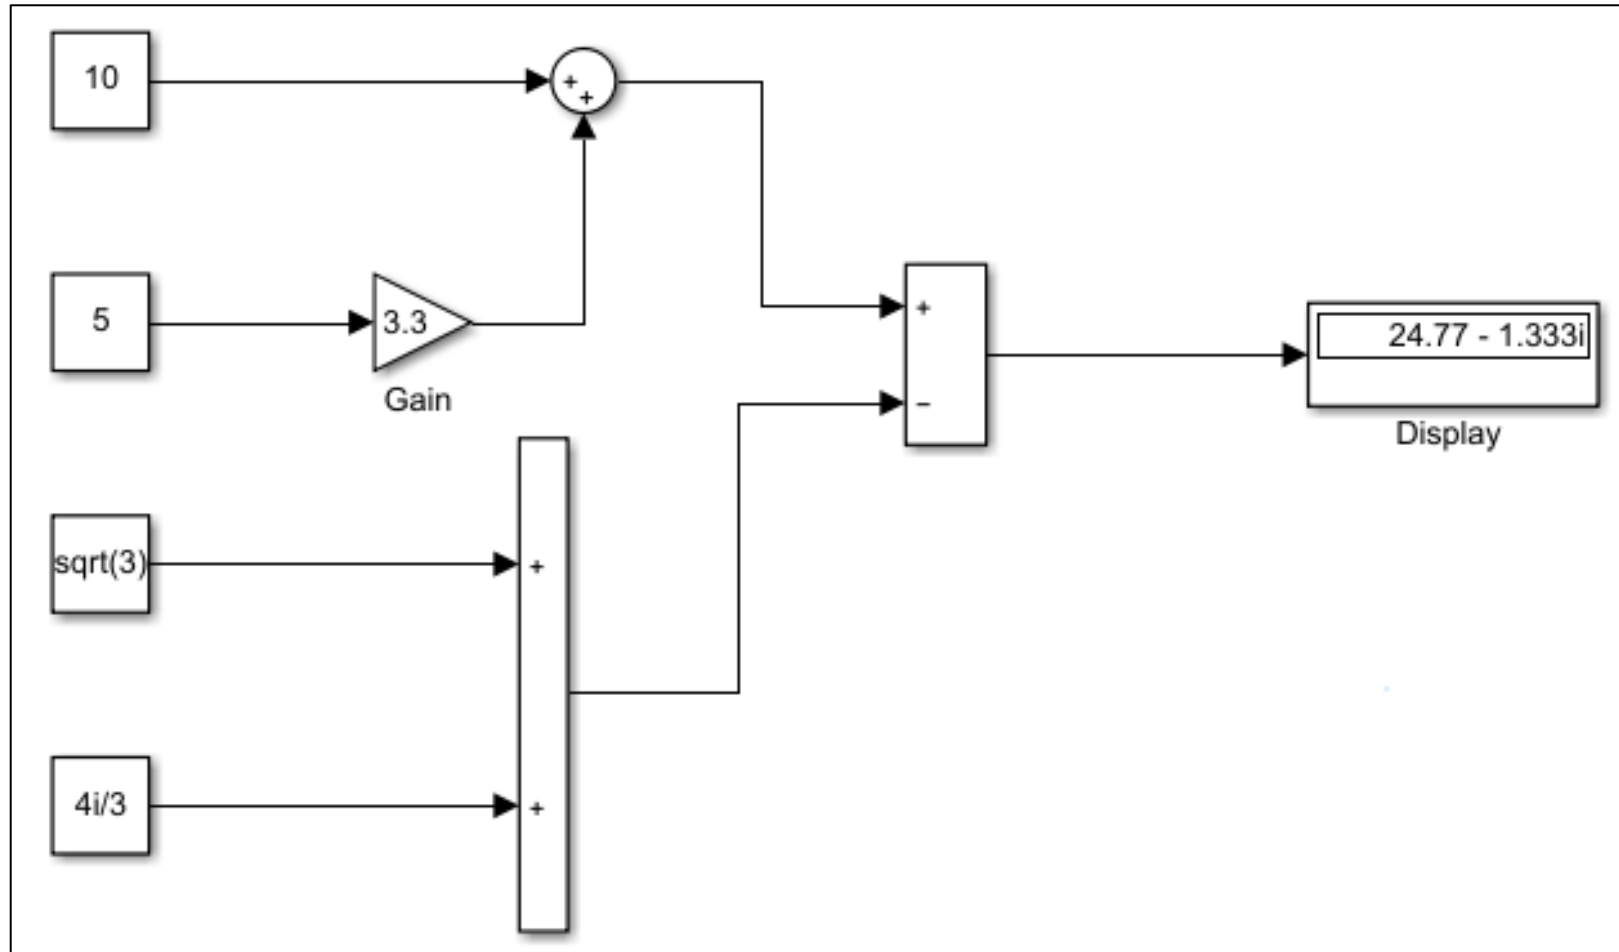 10
+
+
5
3.3
Gain
+
−
24.77 - 1.333i
Display
sqrt(3)
+
4i/3
+